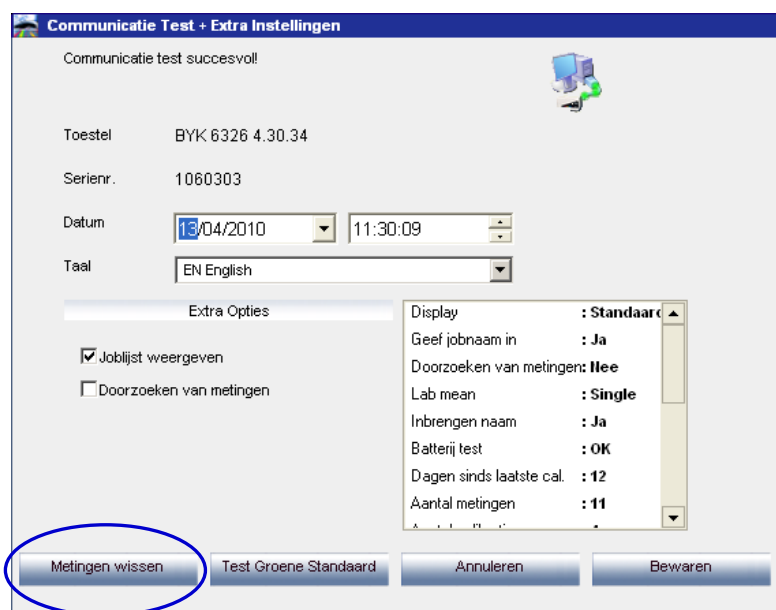 Communicatie Test + Extra Instellingen
Communicatie test succesvol!
Toestel BYK 6326 4.30.34
Serienr. 1060303
Datum 13/04/2010 11:30:09
Taal EN English
Extra Opties
Joblijst weergeven
Doorzoeken van metingen
Display : Standaard
Geef jobnaam in : Ja
Doorzoeken van metingen: Nee
Lab mean : Single
Inbrengen naam : Ja
Batterij test : OK
Dagen sinds laatste cal. : 12
Aantal metingen : 11
Metingen wissen Test Groene Standaard Annuleren Bewaren